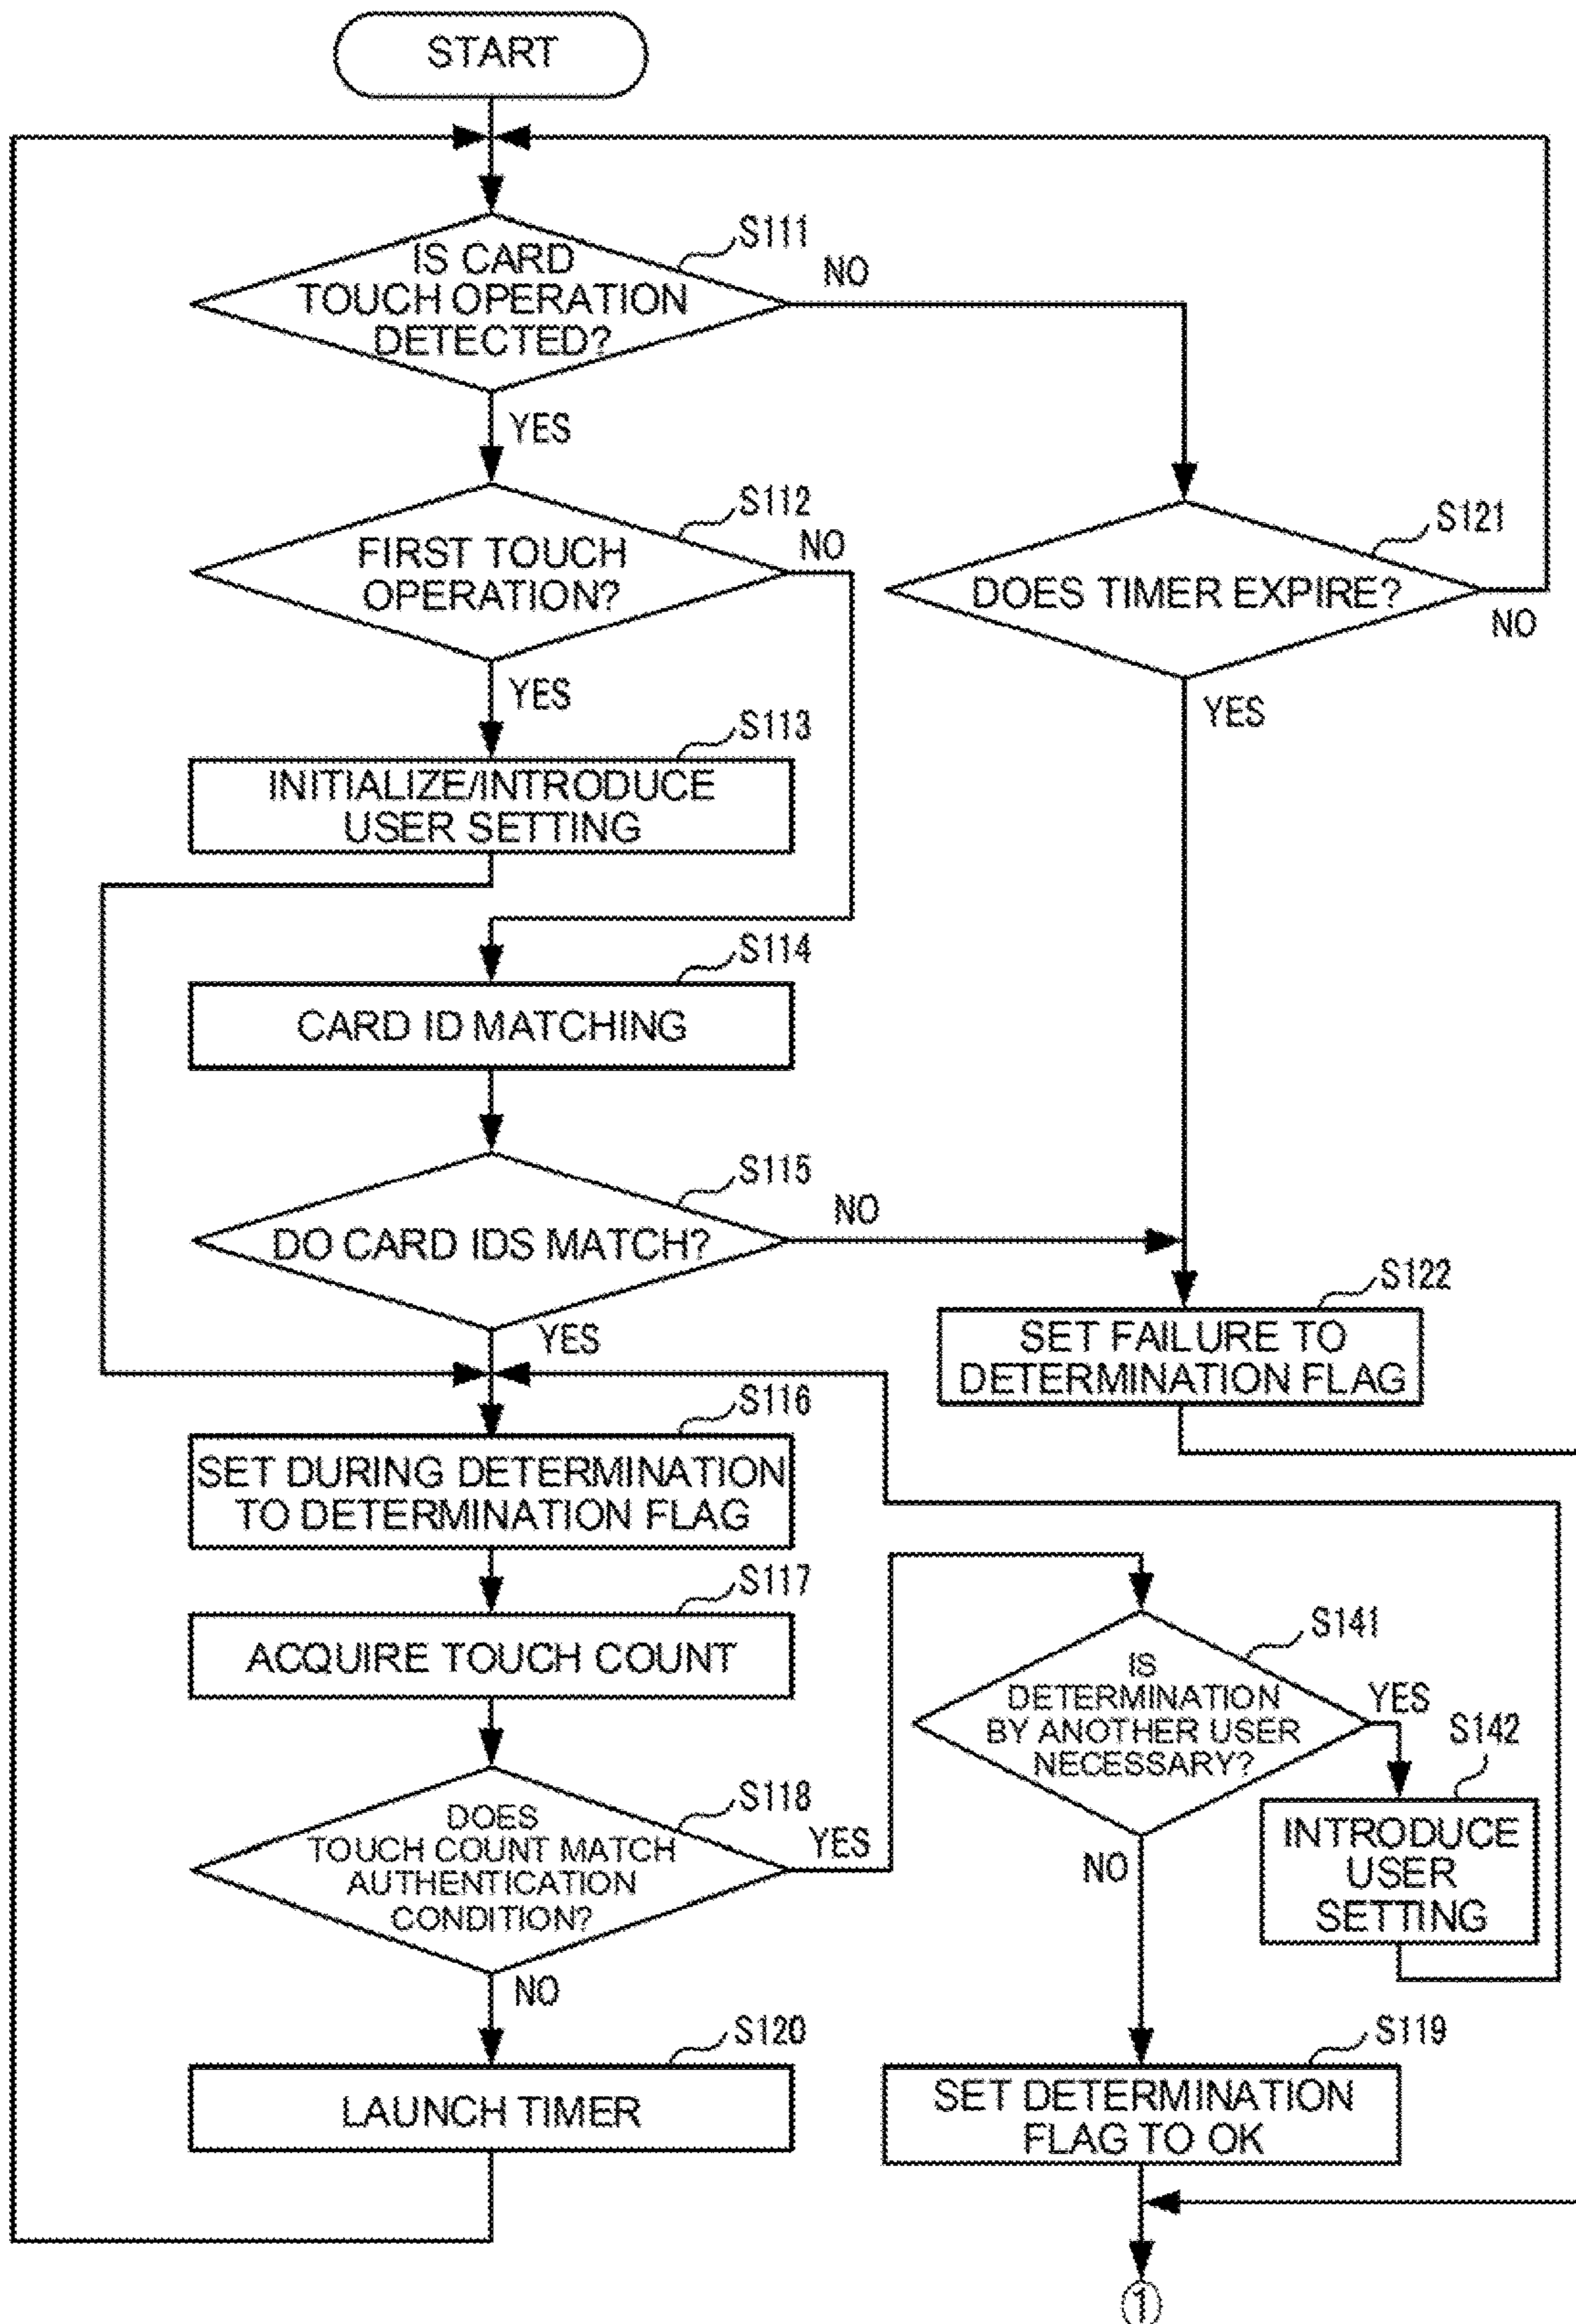 START
S111
IS CARD
TOUCH OPERATION
DETECTED?
NO
YES
S112
FIRST TOUCH
OPERATION?
NO
YES
S121
DOES TIMER EXPIRE?
NO
YES
S113
INITIALIZE/INTRODUCE
USER SETTING
S114
CARD ID MATCHING
S115
DO CARD IDS MATCH?
NO
YES
S122
SET FAILURE TO
DETERMINATION FLAG
S116
SET DURING DETERMINATION
TO DETERMINATION FLAG
S117
ACQUIRE TOUCH COUNT
S118
DOES
TOUCH COUNT MATCH
AUTHENTICATION
CONDITION?
YES
NO
S141
IS
DETERMINATION
BY ANOTHER USER
NECESSARY?
YES
NO
S142
INTRODUCE
USER
SETTING
S120
LAUNCH TIMER
S119
SET DETERMINATION
FLAG TO OK
1